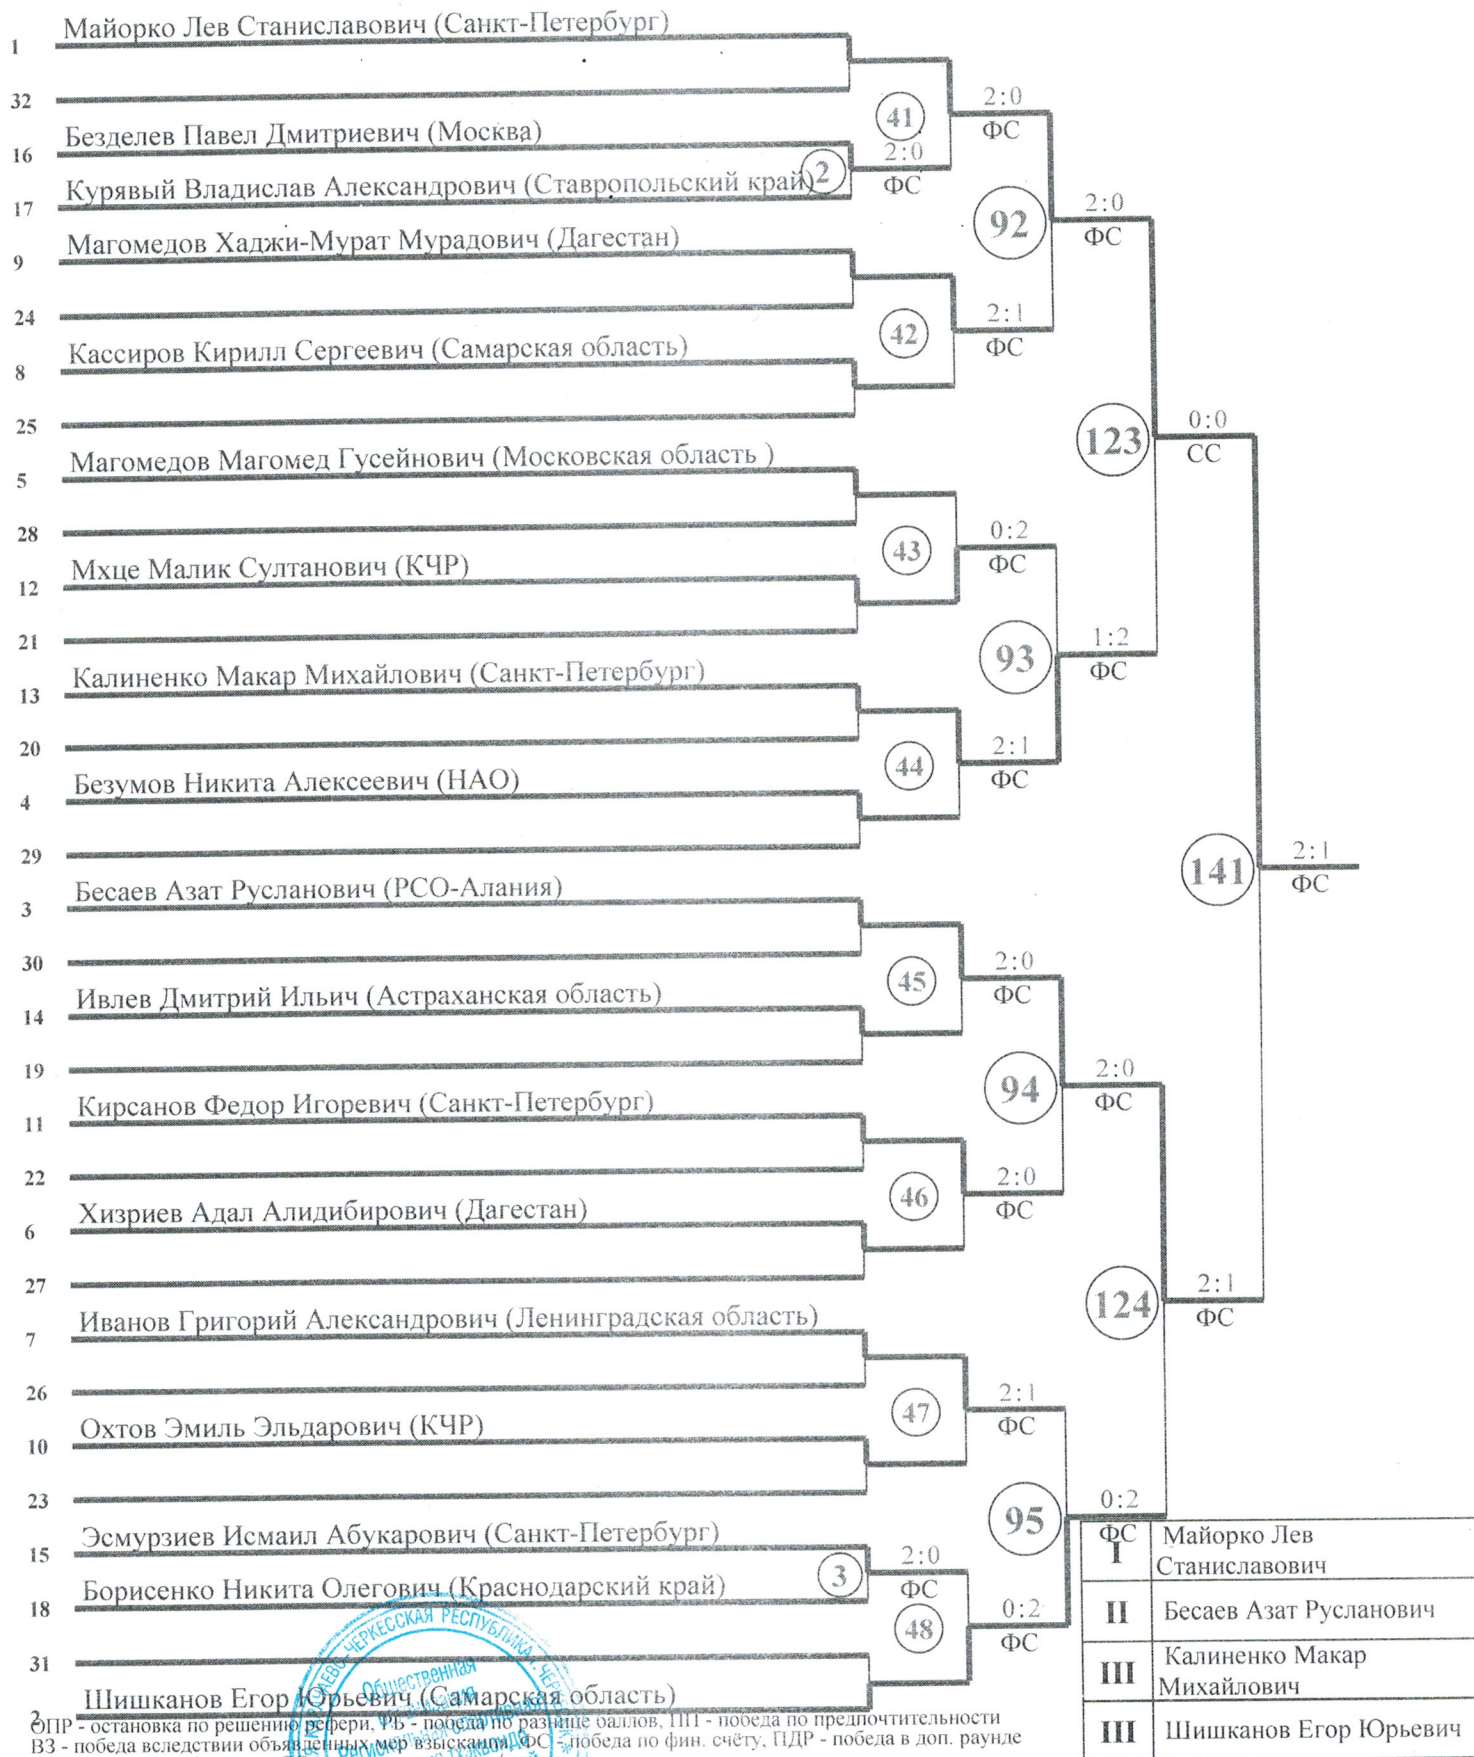 1 Майорко Лев Станиславович (Санкт-Петербург)
32
16 Безделев Павел Дмитриевич (Москва)
17 Курявый Владислав Александрович (Ставропольский край)
2
2:0
ФС
41
2:0
ФС
9 Магомедов Хаджи-Мурат Мурадович (Дагестан)
24
8 Кассиров Кирилл Сергеевич (Самарская область)
25
42
2:1
ФС
92
2:0
ФС
5 Магомедов Магомед Гусейнович (Московская область )
28
12 Мхце Малик Султанович (КЧР)
21
43
0:2
ФС
13 Калиненко Макар Михайлович (Санкт-Петербург)
20
4 Безумов Никита Алексеевич (НАО)
29
44
2:1
ФС
93
1:2
ФС
123
0:0
СС
3 Бесаев Азат Русланович (РСО-Алания)
30
14 Ивлев Дмитрий Ильич (Астраханская область)
19
45
2:0
ФС
11 Кирсанов Федор Игоревич (Санкт-Петербург)
22
6 Хизриев Адал Алидибирович (Дагестан)
27
46
2:0
ФС
94
2:0
ФС
7 Иванов Григорий Александрович (Ленинградская область)
26
10 Охтов Эмиль Эльдарович (КЧР)
23
47
2:1
ФС
15 Эсмурзиев Исмаил Абукарович (Санкт-Петербург)
18 Борисенко Никита Олегович (Краснодарский край)
3
2:0
ФС
31
2 Шишканов Егор Юрьевич (Самарская область)
48
0:2
ФС
95
0:2
ФС
124
2:1
ФС
141
2:1
ФС
I Майорко Лев
Станиславович
II Бесаев Азат Русланович
III Калиненко Макар
Михайлович
III Шишканов Егор Юрьевич
ЧЕРКЕССКАЯ РЕСПУБЛИКА
Общественная
ОПР - остановка по решению рефери, РБ - победа по разнице баллов, ПП - победа по предпочтительности
ВЗ - победа вследствии объявленных мер взыскания, ФС - победа по фин. счёту, ПДР - победа в доп. раунде